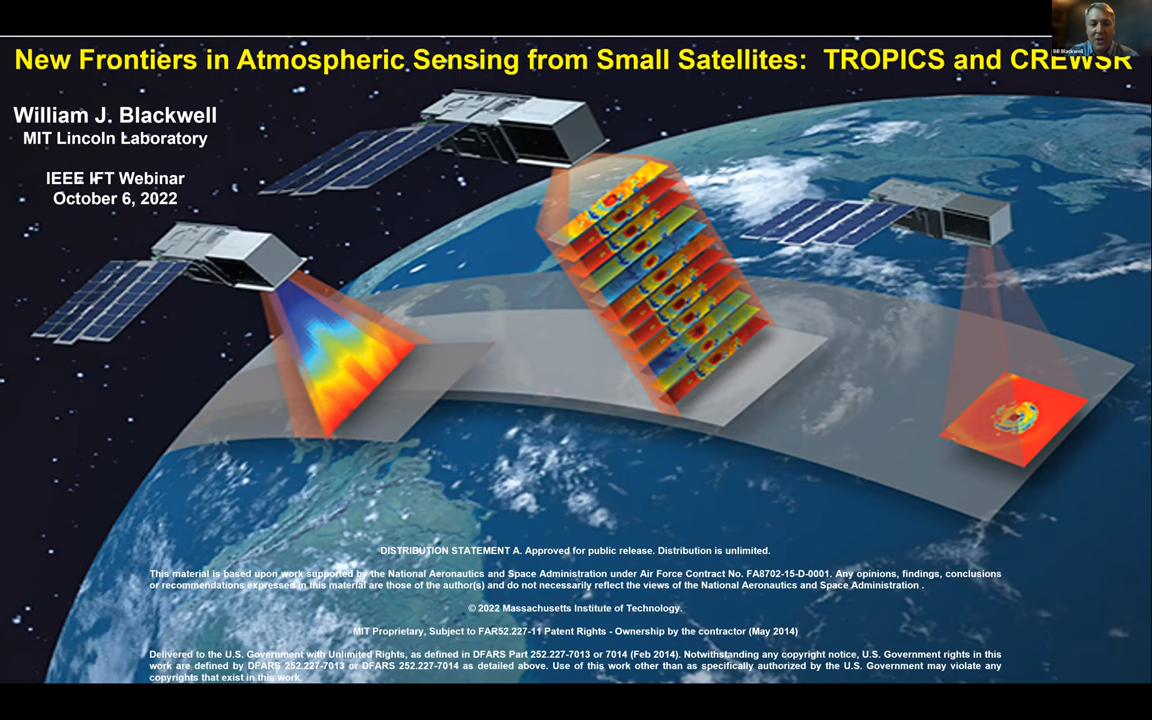 New Frontiers in Atmospheric Sensing from Small Satellites: TROPICS and CREWSR
Bill Blackwell
William J. Blackwell
MIT Lincoln Laboratory
IEEE IFT Webinar
October 6, 2022
DISTRIBUTION STATEMENT A. Approved for public release. Distribution is unlimited.
This material is based upon work supported by the National Aeronautics and Space Administration under Air Force Contract No. FA8702-15-D-0001. Any opinions, findings, conclusions
or recommendations expressed in this material are those of the author(s) and do not necessarily reflect the views of the National Aeronautics and Space Administration .
© 2022 Massachusetts Institute of Technology.
MIT Proprietary, Subject to FAR52.227-11 Patent Rights - Ownership by the contractor (May 2014)
Delivered to the U.S. Government with Unlimited Rights, as defined in DFARS Part 252.227-7013 or 7014 (Feb 2014). Notwithstanding any copyright notice, U.S. Government rights in this
work are defined by DFARS 252.227-7013 or DFARS 252.227-7014 as detailed above. Use of this work other than as specifically authorized by the U.S. Government may violate any
copyrights that exist in this work.